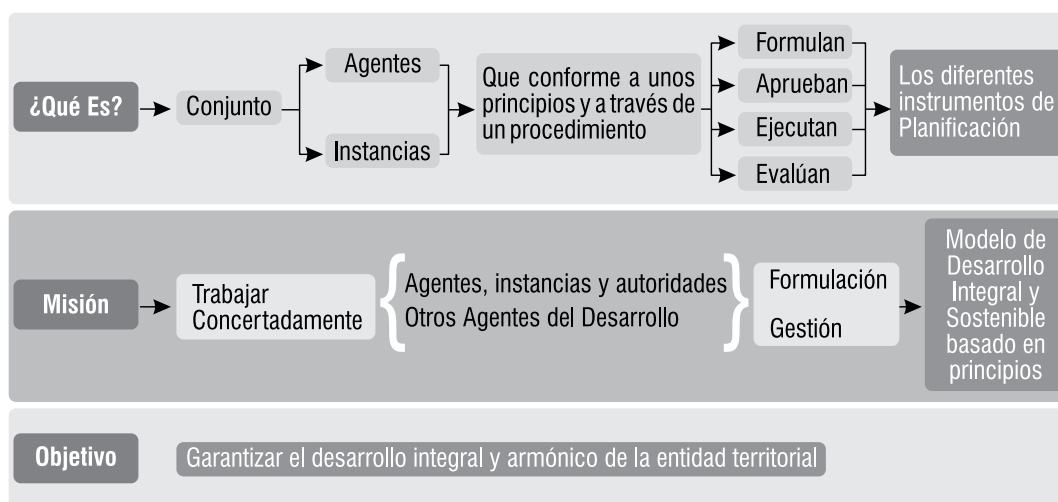 ¿Qué Es?
Conjunto
Agentes
Instancias
Que conforme a unos
principios y a través de
un procedimiento
Formulan
Aprueban
Ejecutan
Evalúan
Los diferentes
instrumentos de
Planificación
Misión
Trabajar
Concertadamente
Agentes, instancias y autoridades
Otros Agentes del Desarrollo
Formulación
Gestión
Modelo de
Desarrollo
Integral y
Sostenible
basado en
principios
Objetivo
Garantizar el desarrollo integral y armónico de la entidad territorial